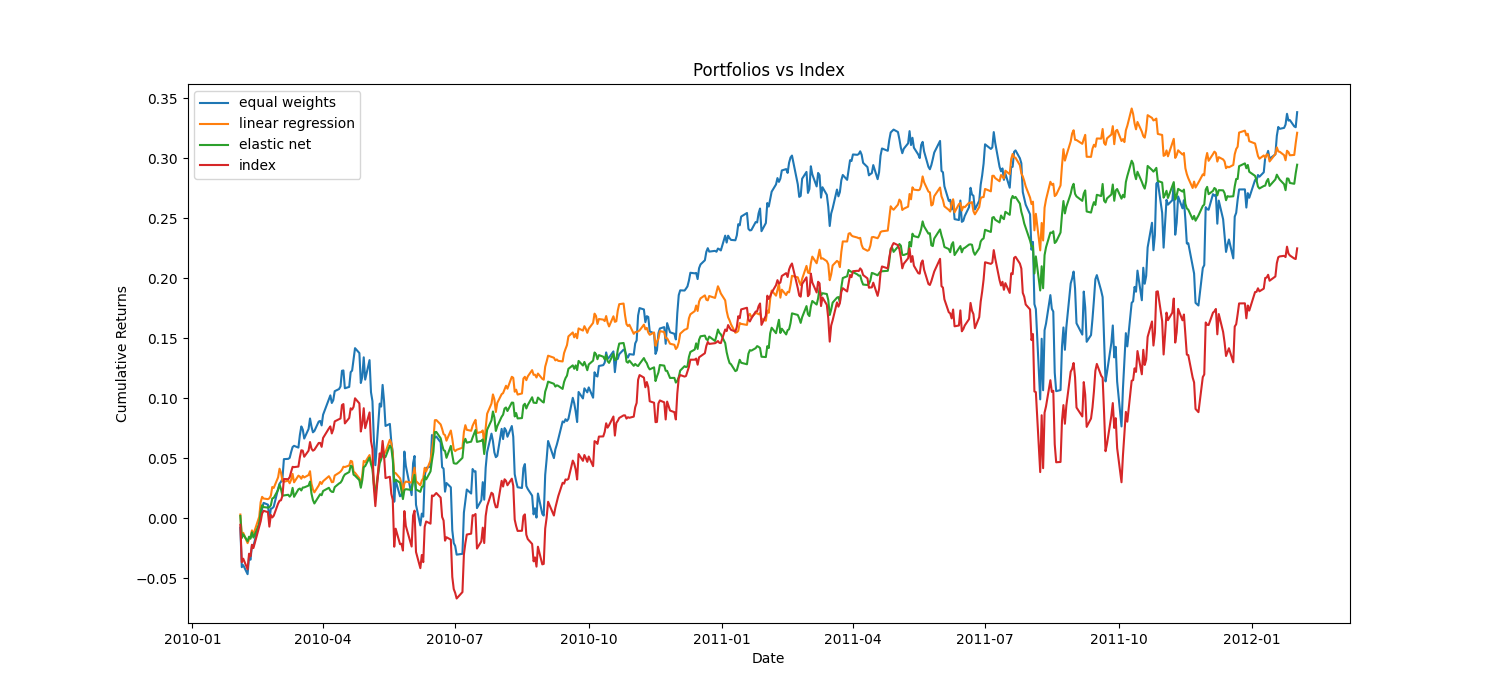 Portfolios vs Index
equal weights
linear regression
elastic net
index
Cumulative Returns
0.35
0.30
0.25
0.20
0.15
0.10
0.05
0.00
−0.05
2010-01
2010-04
2010-07
2010-10
2011-01
2011-04
2011-07
2011-10
2012-01
Date